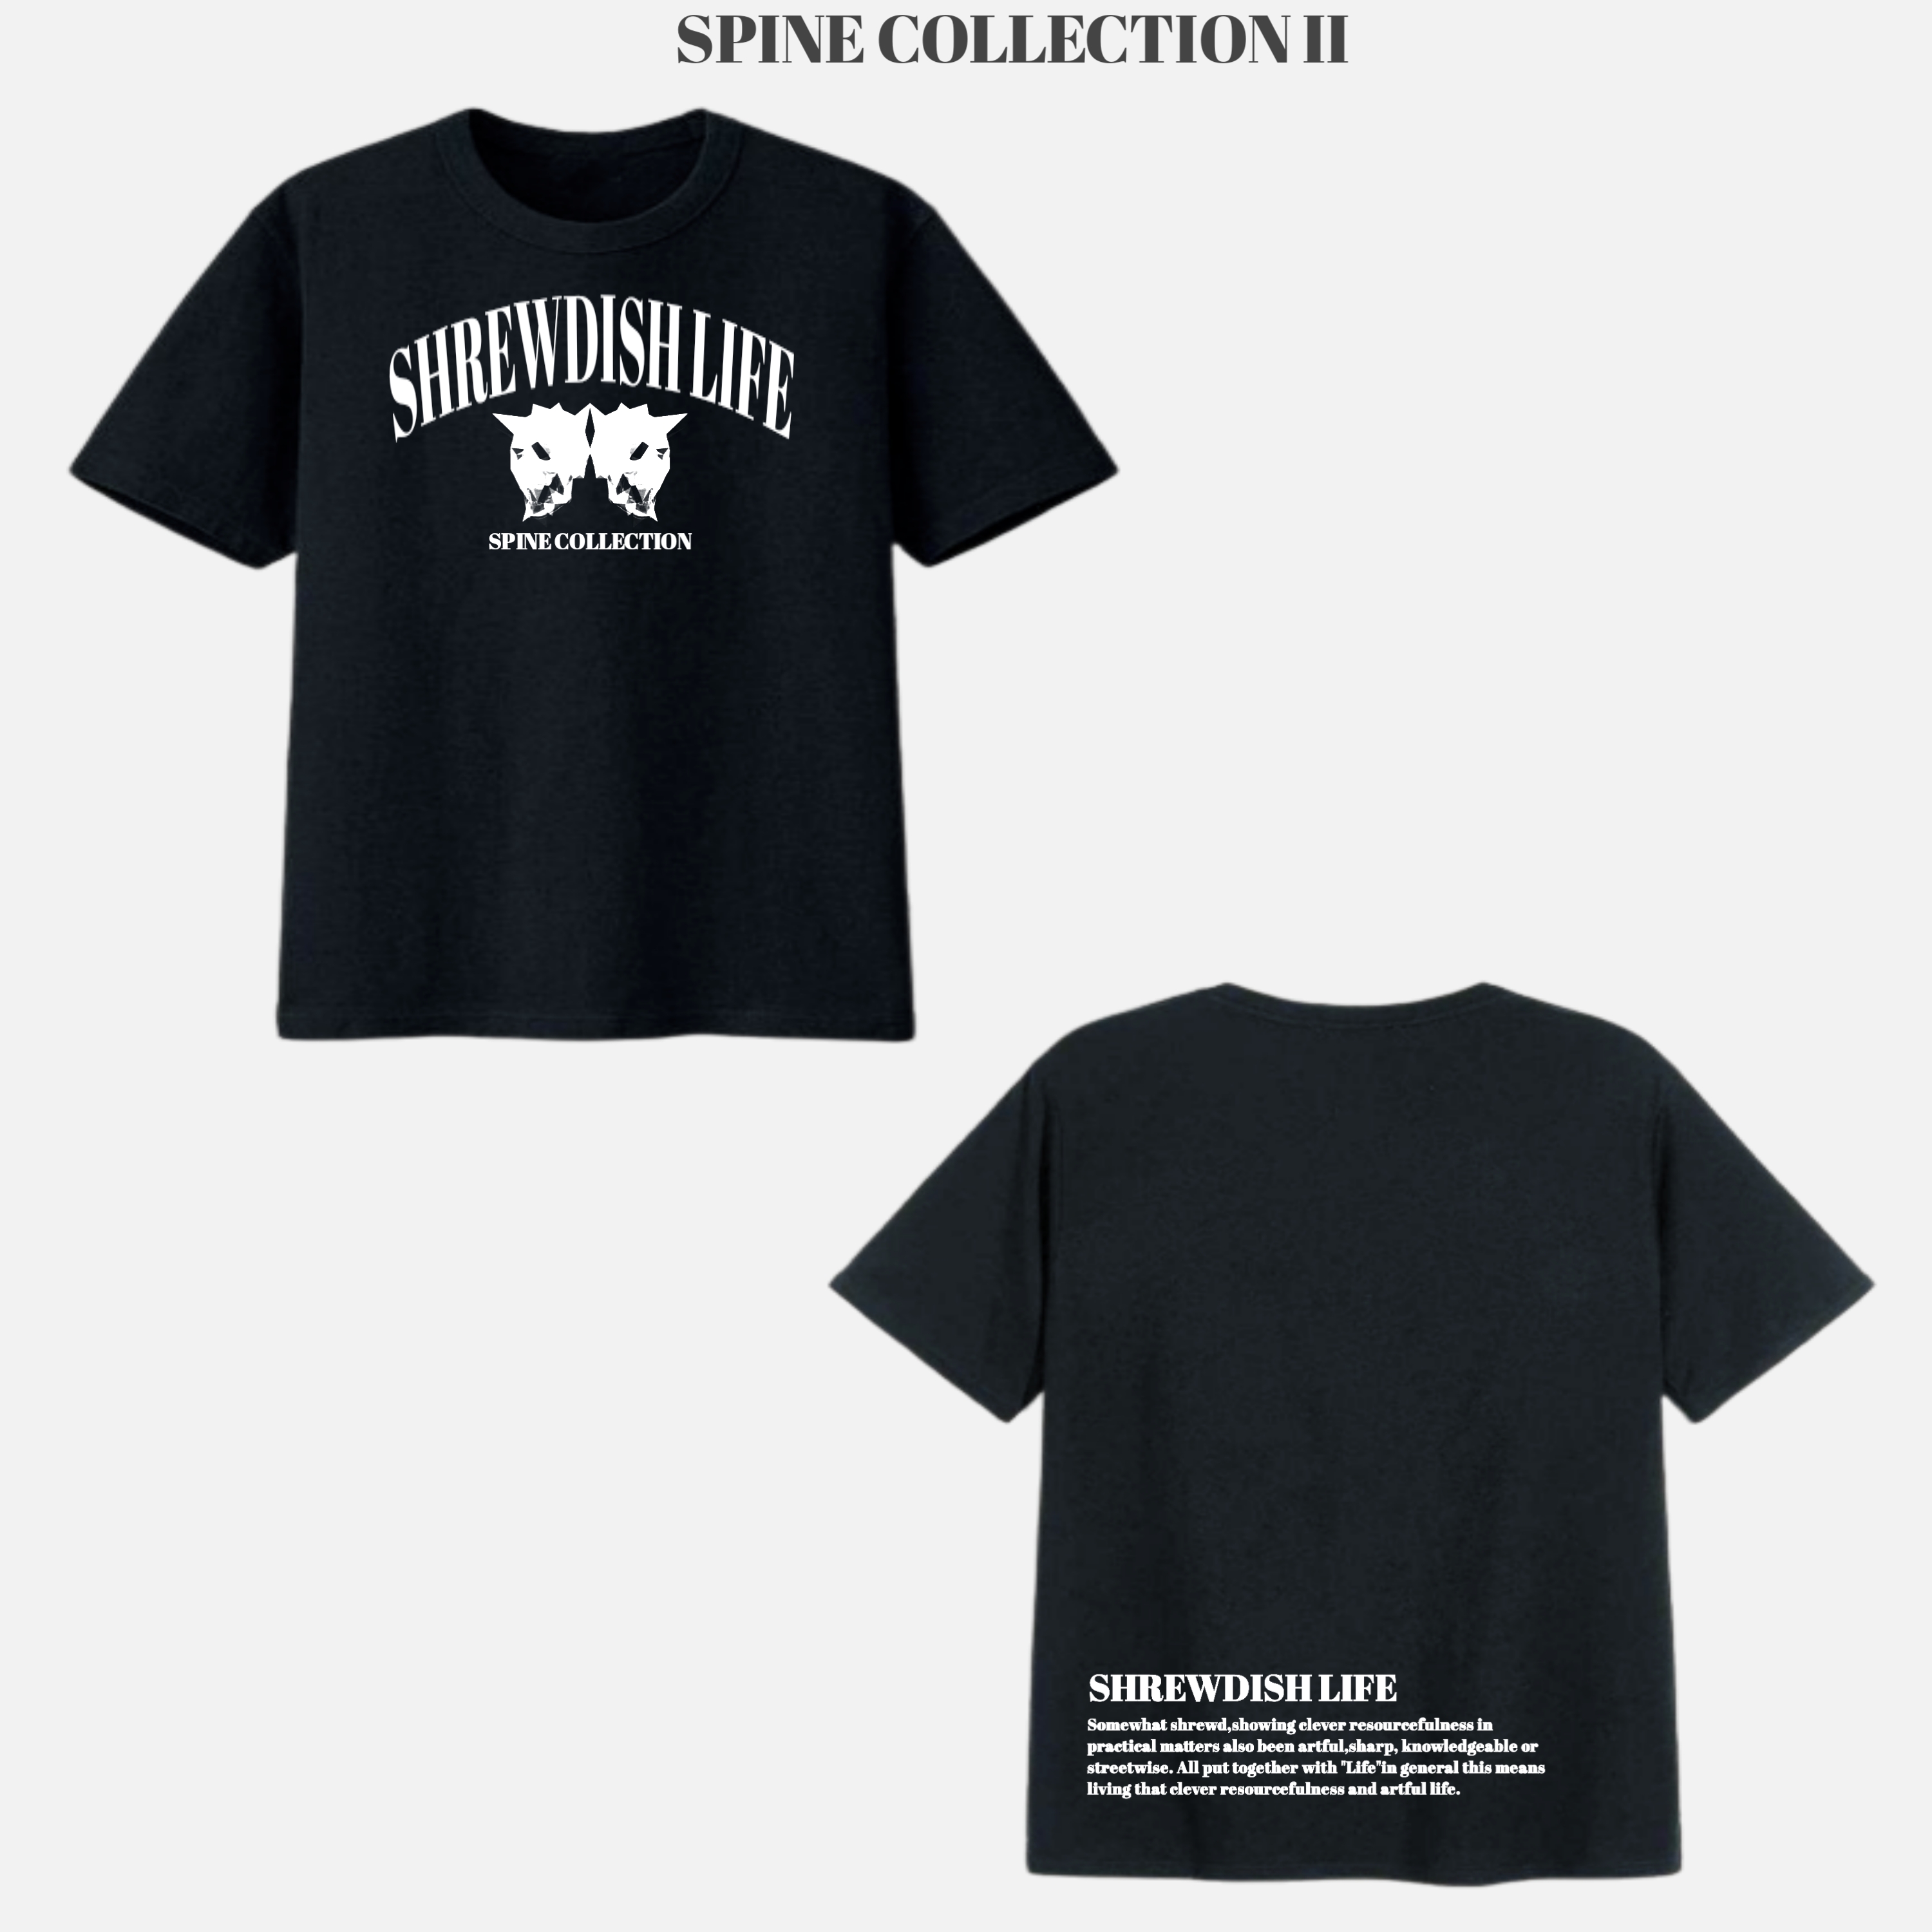 SPINE COLLECTION II
SHREWDISH LIFE
SPINE COLLECTION
SHREWDISH LIFE
Somewhat shrewd,showing clever resourcefulness in
practical matters also been artful,sharp, knowledgeable or
streetwise. All put together with "Life"in general this means
living that clever resourcefulness and artful life.